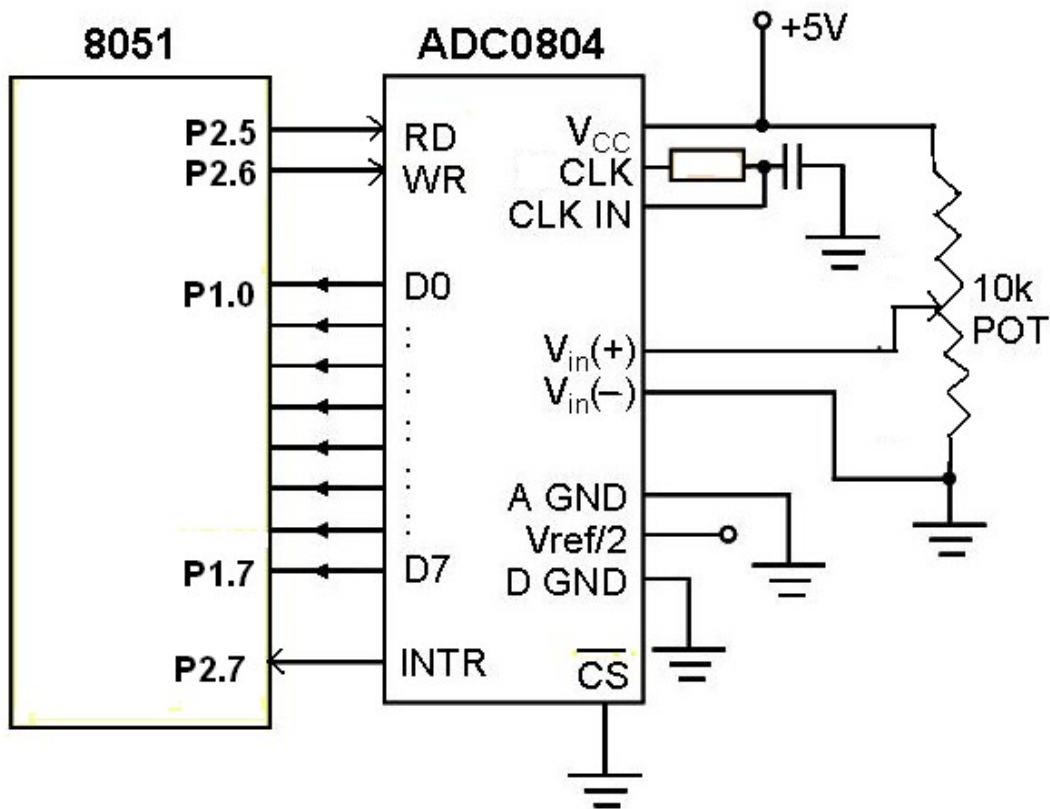 8051
ADC0804
+5V
P2.5
RD
P2.6
WR
VCC
CLK
CLK IN
P1.0
D0
10k
POT
Vin(+)
Vin(–)
A GND
Vref/2
P1.7
D7
D GND
P2.7
INTR
CS